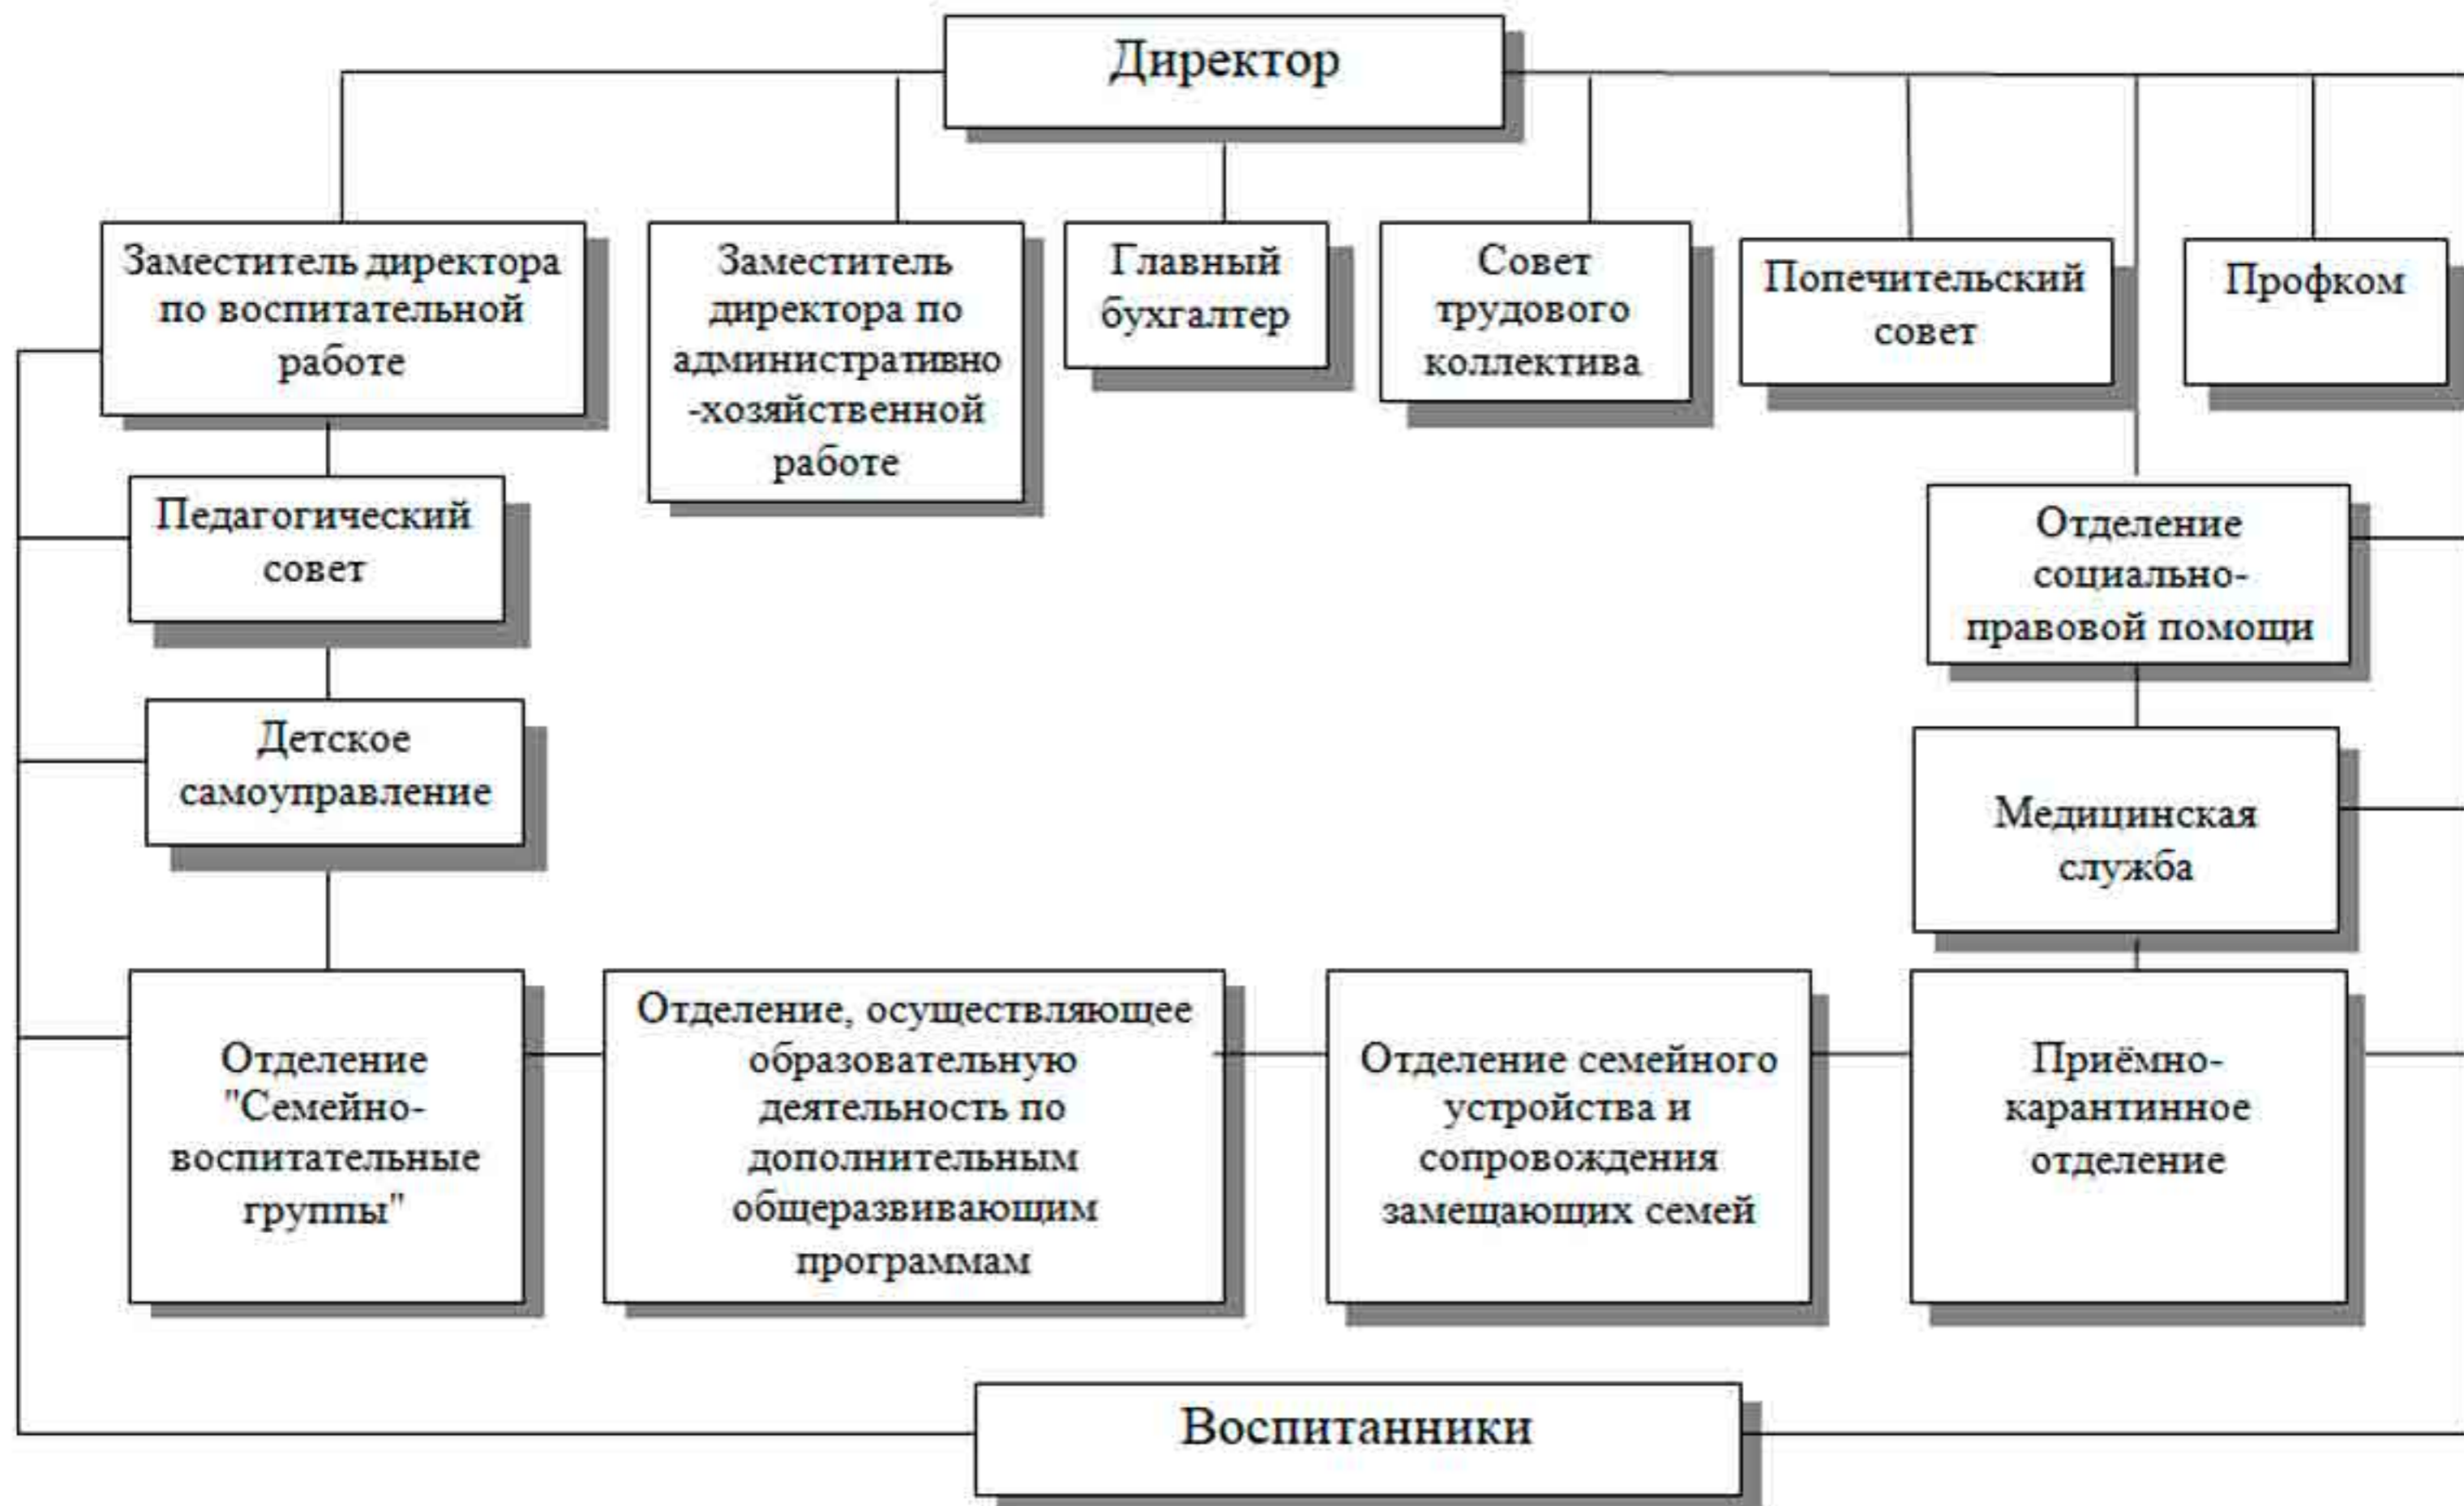 Директор
Заместитель директора
по воспитательной
работе
Заместитель
директора по
административно
-хозяйственной
работе
Главный
бухгалтер
Совет
трудового
коллектива
Попечительский
совет
Профком
Педагогический
совет
Отделение
социально-
правовой помощи
Детское
самоуправление
Медицинская
служба
Отделение
"Семейно-
воспитательные
группы"
Отделение, осуществляющее
образовательную
деятельность по
дополнительным
общеразвивающим
программам
Отделение семейного
устройства и
сопровождения
замещающих семей
Приёмно-
карантинное
отделение
Воспитанники